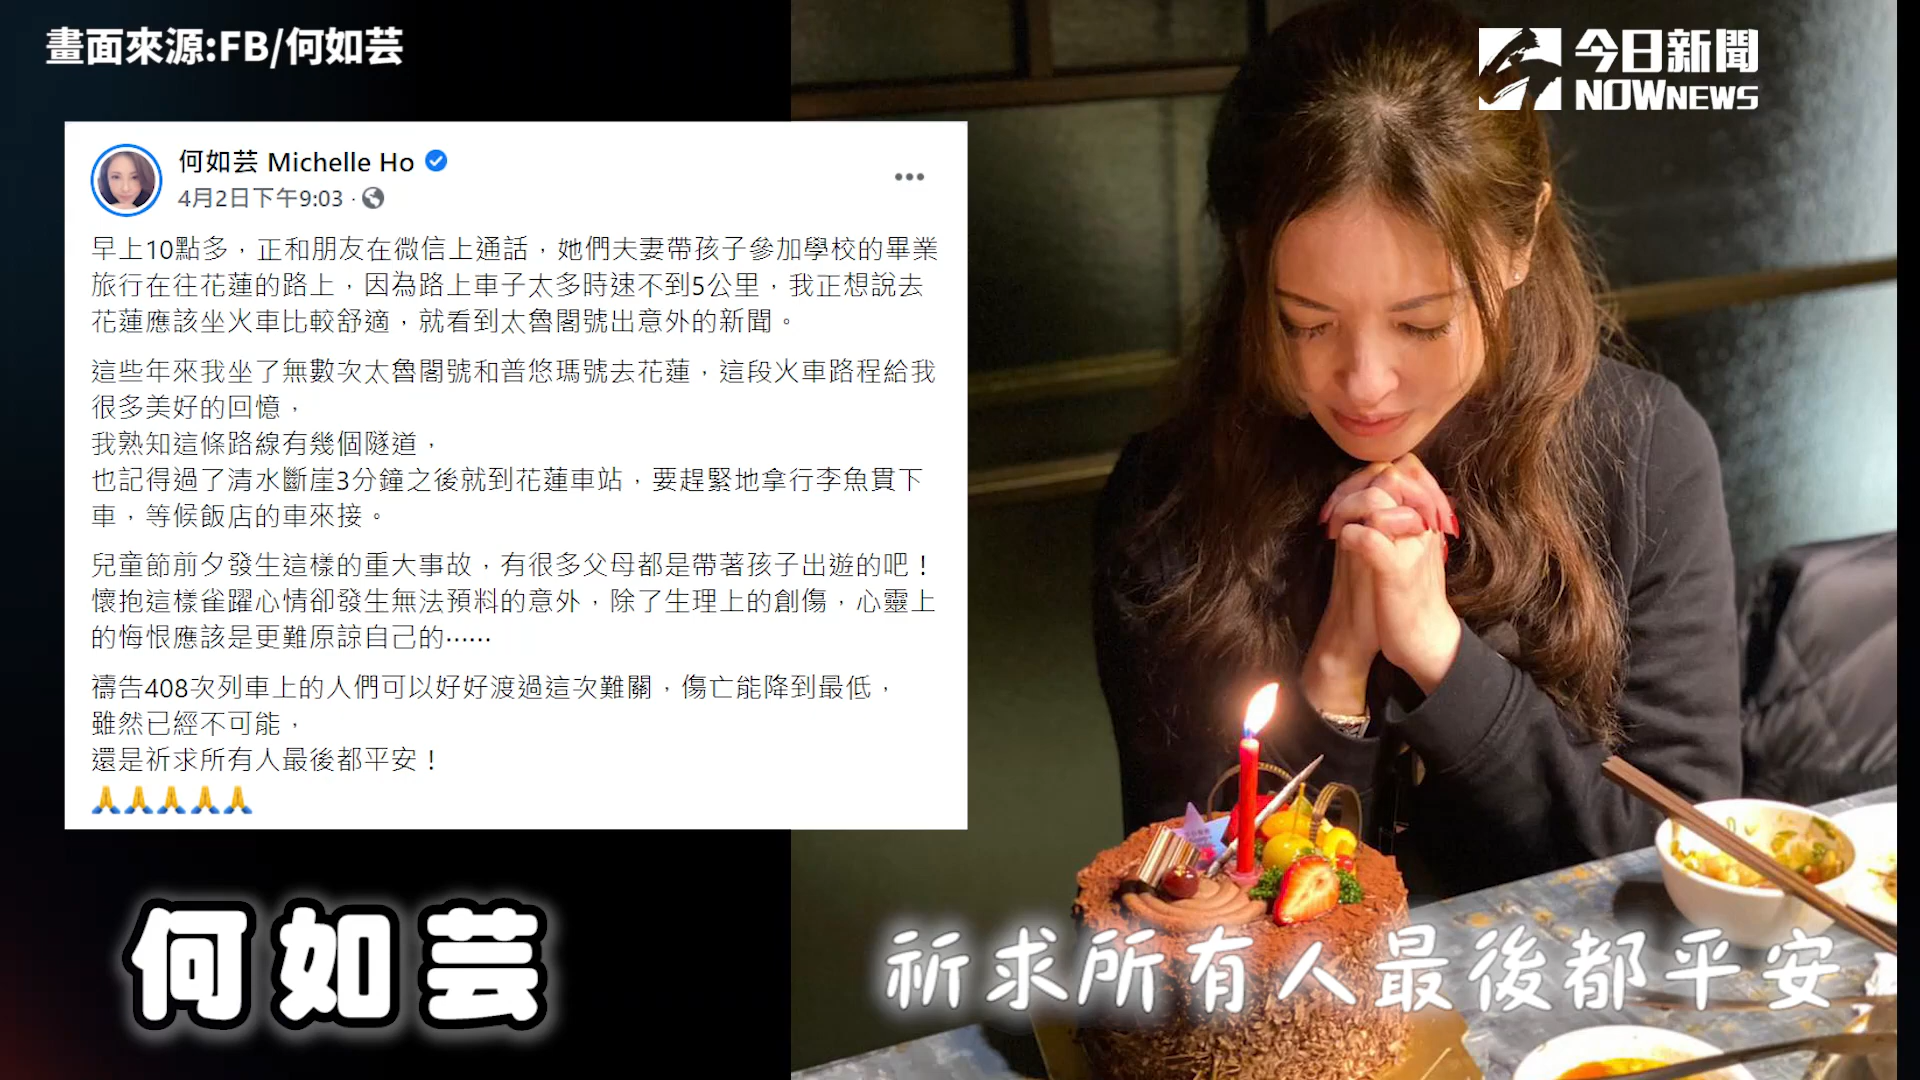 畫面來源:FB/何如芸
今日新聞
NOWNEWS
何如芸 Michelle Ho
4月2日下午9:03 ·
早上10點多，正和朋友在微信上通話，她們夫妻帶孩子參加學校的畢業
旅行在往花蓮的路上，因為路上車子太多時速不到5公里，我正想說去
花蓮應該坐火車比較舒適，就看到太魯閣號出意外的新聞。
這些年來我坐了無數次太魯閣號和普悠瑪號去花蓮，這段火車路程給我
很多美好的回憶，
我熟知這條路線有幾個隧道，
也記得過了清水斷崖3分鐘之後就到花蓮車站，要趕緊地拿行李魚貫下
車，等候飯店的車來接。
兒童節前夕發生這樣的重大事故，有很多父母都是帶著孩子出遊的吧！
懷抱這樣雀躍心情卻發生無法預料的意外，除了生理上的創傷，心靈上
的悔恨應該是更難原諒自己的⋯⋯
禱告408次列車上的人們可以好好渡過這次難關，傷亡能降到最低，
雖然已經不可能，
還是祈求所有人最後都平安！
🙏🙏🙏🙏🙏
何如芸
祈求所有人最後都平安